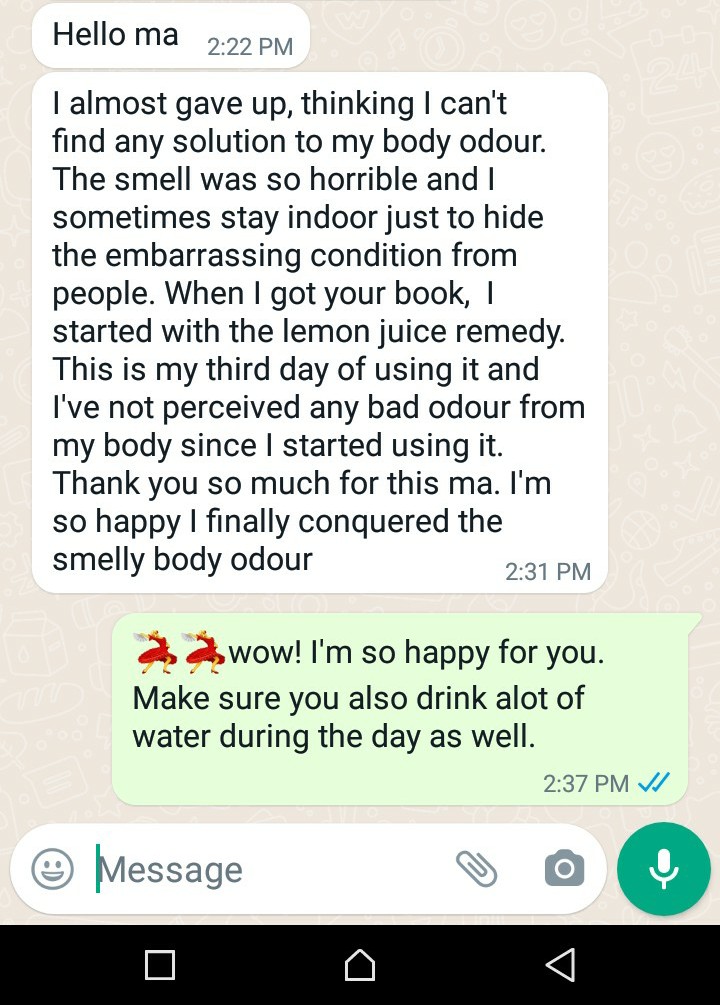 Hello ma
2:22 PM
I almost gave up, thinking I can't
find any solution to my body odour.
The smell was so horrible and I
sometimes stay indoor just to hide
the embarrassing condition from
people. When I got your book,  I
started with the lemon juice remedy.
This is my third day of using it and
I've not perceived any bad odour from
my body since I started using it.
Thank you so much for this ma. I'm
so happy I finally conquered the
smelly body odour
2:31 PM
💃💃wow! I'm so happy for you.
Make sure you also drink alot of
water during the day as well.
2:37 PM
Message